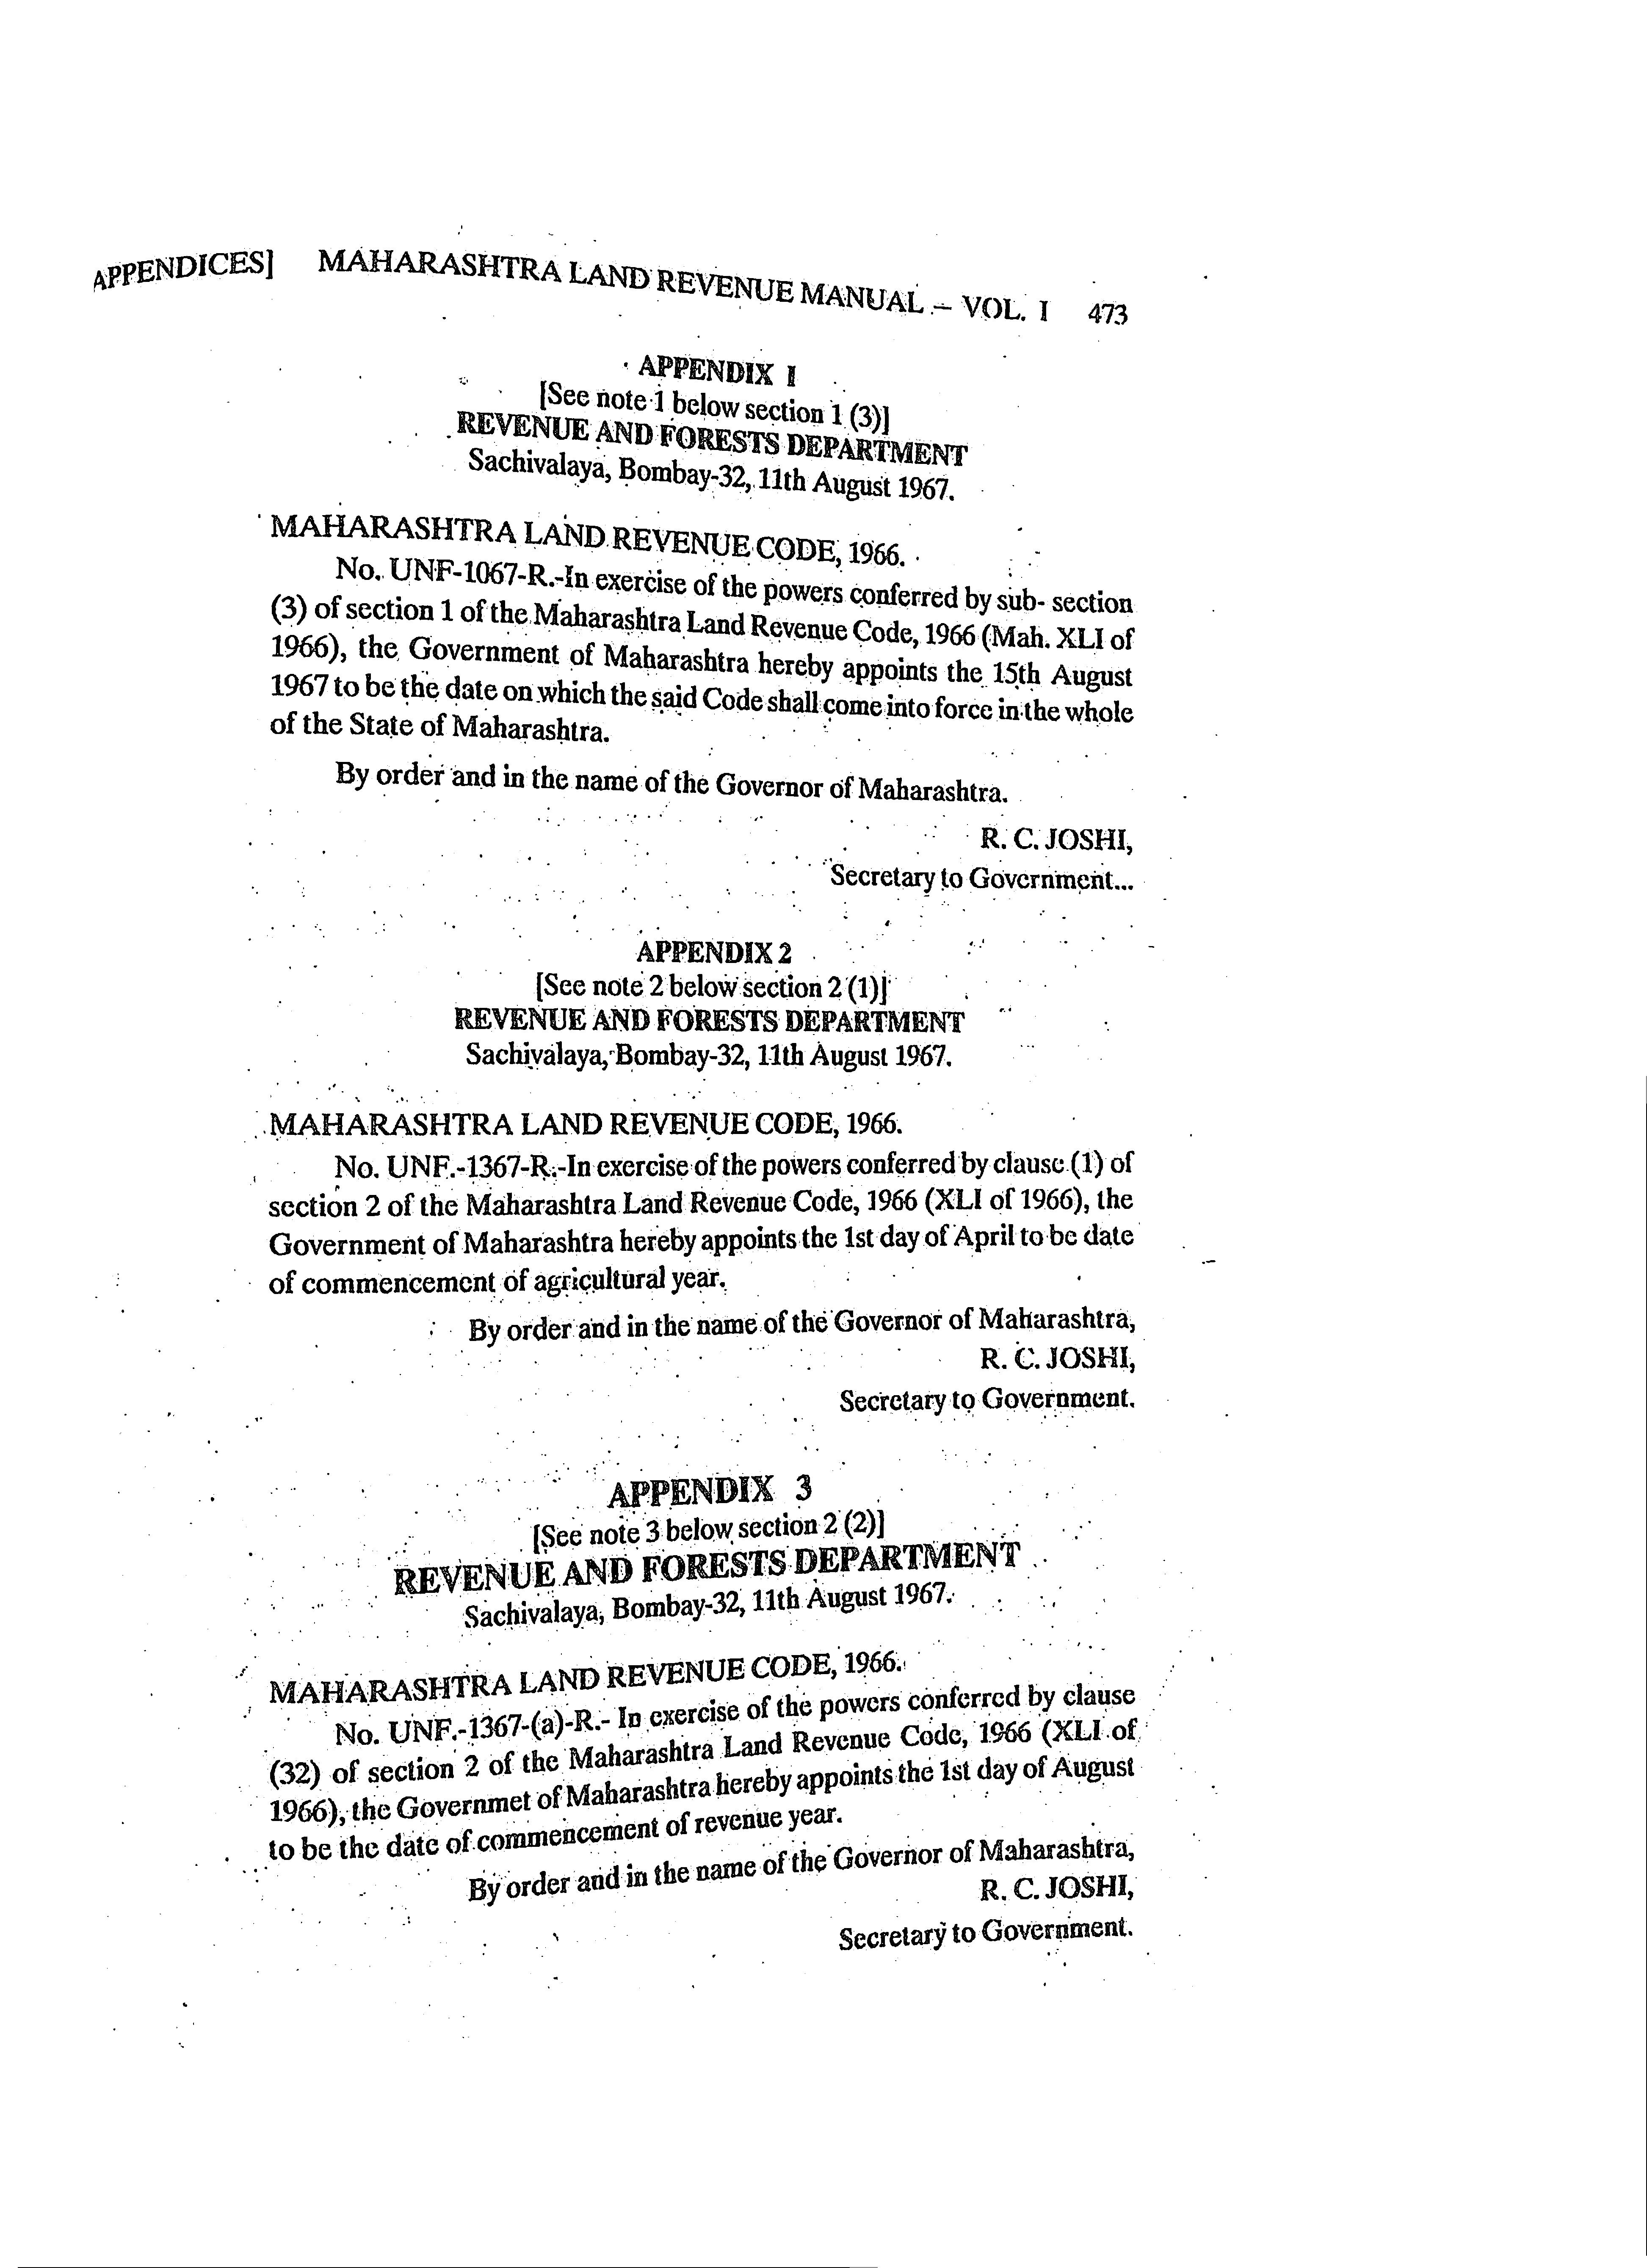 APPENDICES] MAHARASHTRA LAND REVENUE MANUAL – VOL. I 473
APPENDIX I
[See note 1 below section 1 (3)]
REVENUE AND FORESTS DEPARTMENT
Sachivalaya, Bombay-32, 11th August 1967.
MAHARASHTRA LAND REVENUE CODE, 1966.
No. UNF-1067-R.-In exercise of the powers conferred by sub- section
(3) of section 1 of the Maharashtra Land Revenue Code, 1966 (Mah. XLI of
1966), the Government of Maharashtra hereby appoints the 15th August
1967 to be the date on which the said Code shall come into force in the whole
of the State of Maharashtra.
By order and in the name of the Governor of Maharashtra.
R. C. JOSHI,
Secretary to Government...
APPENDIX 2
[See note 2 below section 2 (1)]
REVENUE AND FORESTS DEPARTMENT
Sachivalaya, Bombay-32, 11th August 1967.
MAHARASHTRA LAND REVENUE CODE, 1966.
No. UNF.-1367-R.-In exercise of the powers conferred by clause (1) of
section 2 of the Maharashtra Land Revenue Code, 1966 (XLI of 1966), the
Government of Maharashtra hereby appoints the 1st day of April to be date
of commencement of agricultural year.
By order and in the name of the Governor of Maharashtra,
R. C. JOSHI,
Secretary to Government.
APPENDIX 3
[See note 3 below section 2 (2)]
REVENUE AND FORESTS DEPARTMENT
Sachivalaya, Bombay-32, 11th August 1967.
MAHARASHTRA LAND REVENUE CODE, 1966.
No. UNF.-1367-(a)-R.- In exercise of the powers conferred by clause
(32) of section 2 of the Maharashtra Land Revenue Code, 1966 (XLI of
1966), the Governmet of Maharashtra hereby appoints the 1st day of August
to be the date of commencement of revenue year.
By order and in the name of the Governor of Maharashtra,
R. C. JOSHI,
Secretary to Government.